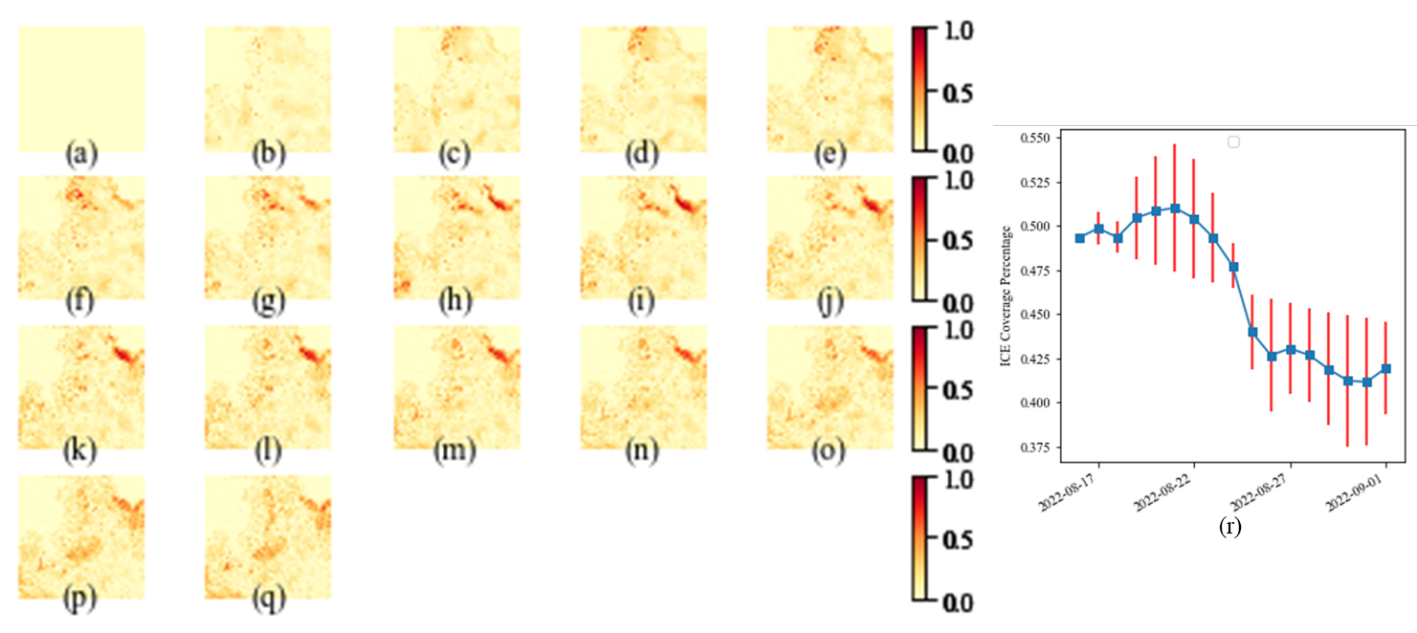 1.0
0.5
0.0
(a) (b) (c) (d) (e)
1.0
0.5
0.0
(f) (g) (h) (i) (j)
1.0
0.5
0.0
(k) (l) (m) (n) (o)
1.0
0.5
0.0
(p) (q)
ICE Coverage Percentage
0.550
0.525
0.500
0.475
0.450
0.425
0.400
0.375
2022-08-17 2022-08-22 2022-08-27 2022-09-01
(r)